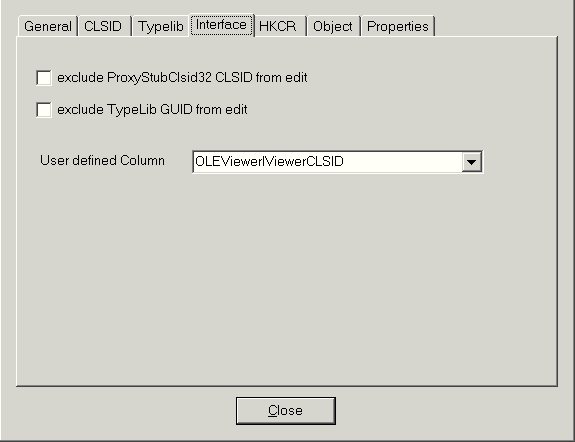 General CLSID Typelib Interface HKCR Object Properties
exclude ProxyStubClsid32 CLSID from edit
exclude TypeLib GUID from edit
User defined Column OLEViewerIViewerCLSID
Close